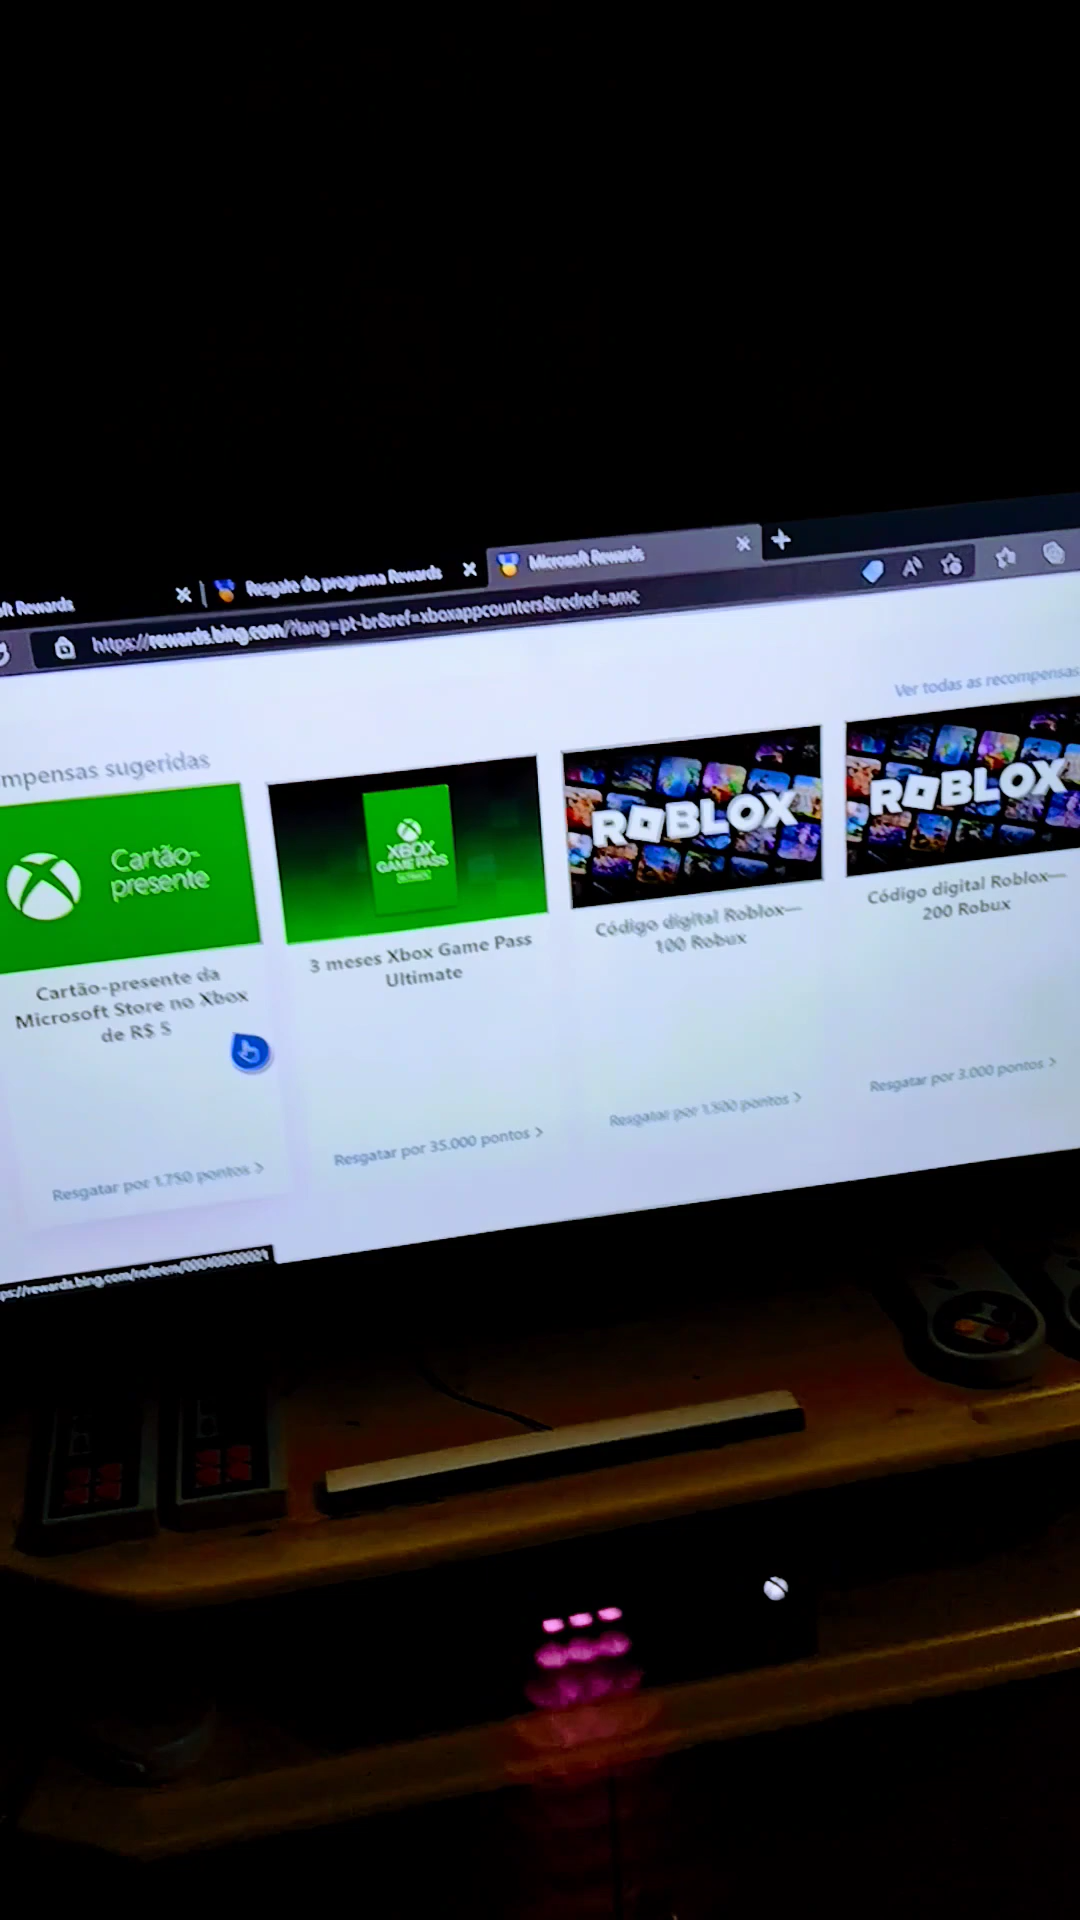 ft Rewards
Resgate do programa Rewards
Microsoft Rewards
https://rewards.bing.com/?lang=pt-br&ref=xboxappcounters&redref=amc
Ver todas as recompensas
mpensas sugeridas
Cartão-
presente
XBOX
GAME PASS
ULTIMATE
ROBLOX
ROBLOX
Cartão-presente da
Microsoft Store no Xbox
de R$ 5
3 meses Xbox Game Pass
Ultimate
Código digital Roblox—
100 Robux
Código digital Roblox—
200 Robux
Resgatar por 1.750 pontos >
Resgatar por 35.000 pontos >
Resgatar por 1.500 pontos >
Resgatar por 3.000 pontos >